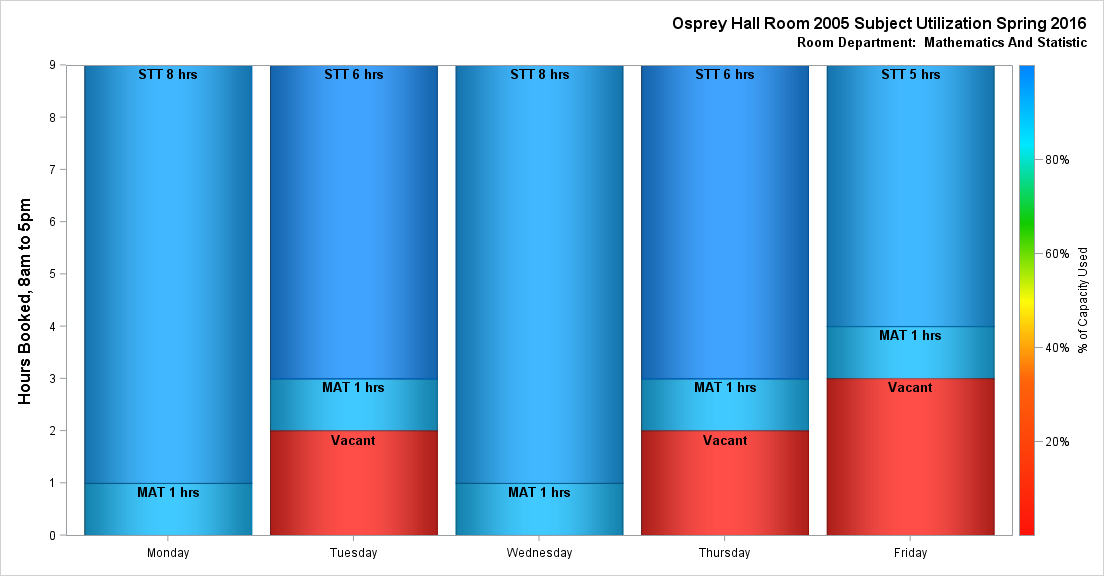 Osprey Hall Room 2005 Subject Utilization Spring 2016
Room Department: Mathematics And Statistic
Hours Booked, 8am to 5pm
9
8
7
6
5
4
3
2
1
0
STT 8 hrs
MAT 1 hrs
STT 6 hrs
MAT 1 hrs
Vacant
STT 8 hrs
MAT 1 hrs
STT 6 hrs
MAT 1 hrs
Vacant
STT 5 hrs
MAT 1 hrs
Vacant
Monday
Tuesday
Wednesday
Thursday
Friday
80%
60%
40%
20%
% of Capacity Used